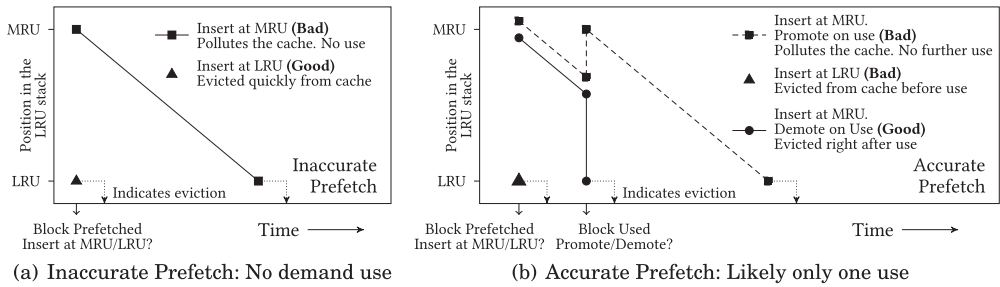 MRU
LRU
Position in the
LRU stack
Insert at MRU (Bad)
Pollutes the cache. No use
Insert at LRU (Good)
Evicted quickly from cache
Inaccurate
Prefetch
Indicates eviction
Block Prefetched
Insert at MRU/LRU?
Time
(a) Inaccurate Prefetch: No demand use
MRU
LRU
Position in the
LRU stack
Insert at MRU.
Promote on use (Bad)
Pollutes the cache. No further use
Insert at LRU (Bad)
Evicted from cache before use
Insert at MRU.
Demote on Use (Good)
Evicted right after use
Accurate
Prefetch
Indicates eviction
Block Prefetched
Insert at MRU/LRU?
Block Used
Promote/Demote?
Time
(b) Accurate Prefetch: Likely only one use